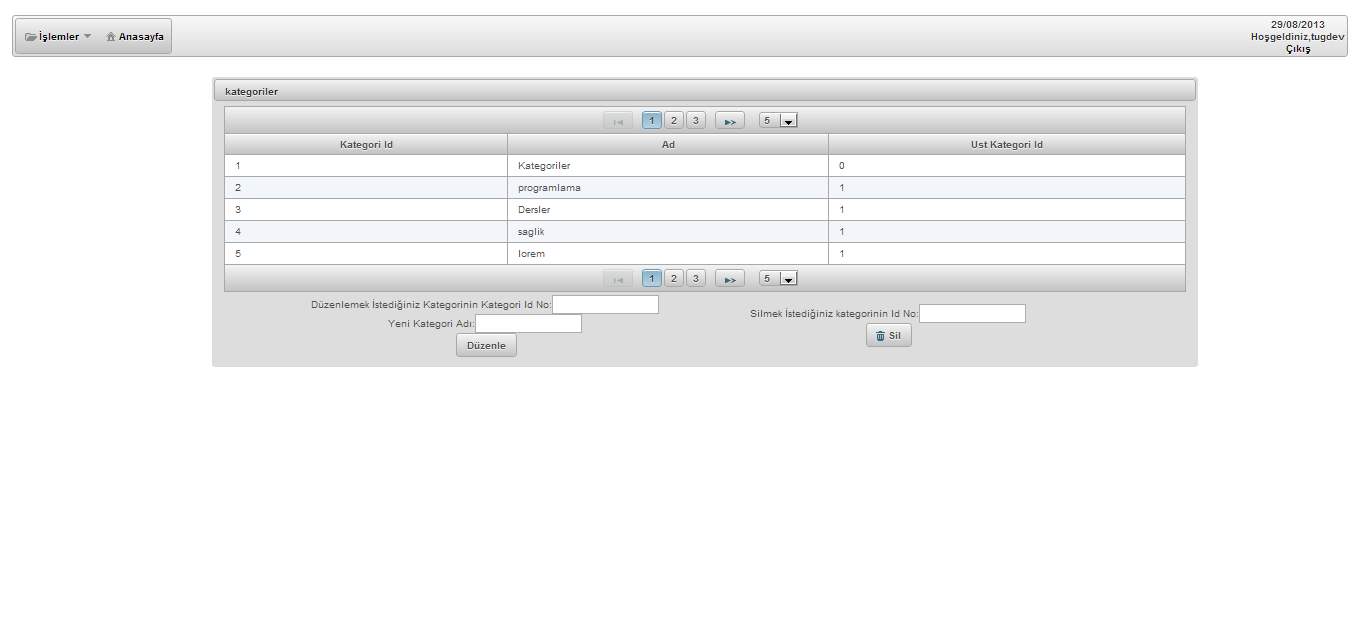 İşlemler Anasayfa
29/08/2013
Hoşgeldiniz,tugdev
Çıkış
kategoriler
1 2 3 5
Kategori Id Ad Ust Kategori Id
1 Kategoriler 0
2 programlama 1
3 Dersler 1
4 saglik 1
5 lorem 1
1 2 3 5
Düzenlemek İstediğiniz Kategorinin Kategori Id No:
Yeni Kategori Adı:
Düzenle
Silmek İstediğiniz kategorinin Id No:
Sil